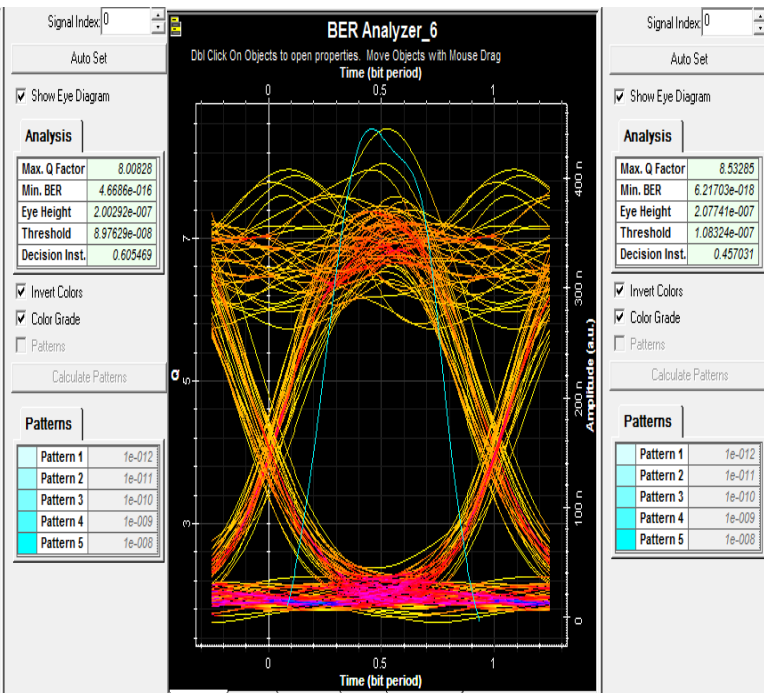 Signal Index: 0
Auto Set
Show Eye Diagram
Analysis
Max. Q Factor 8.00828
Min. BER 4.6686e-016
Eye Height 2.00292e-007
Threshold 8.97629e-008
Decision Inst. 0.605469
Invert Colors
Color Grade
Patterns
Calculate Patterns
Patterns
Pattern 1 1e-012
Pattern 2 1e-011
Pattern 3 1e-010
Pattern 4 1e-009
Pattern 5 1e-008
BER Analyzer_6
Dbl Click On Objects to open properties. Move Objects with Mouse Drag
Time (bit period)
0 0.5 1
Q
7
5
3
400 n
300 n
200 n
100 n
0
Amplitude (a.u.)
0 0.5 1
Time (bit period)
Signal Index: 0
Auto Set
Show Eye Diagram
Analysis
Max. Q Factor 8.53285
Min. BER 6.21703e-018
Eye Height 2.07741e-007
Threshold 1.08324e-007
Decision Inst. 0.457031
Invert Colors
Color Grade
Patterns
Calculate Patterns
Patterns
Pattern 1 1e-012
Pattern 2 1e-011
Pattern 3 1e-010
Pattern 4 1e-009
Pattern 5 1e-008